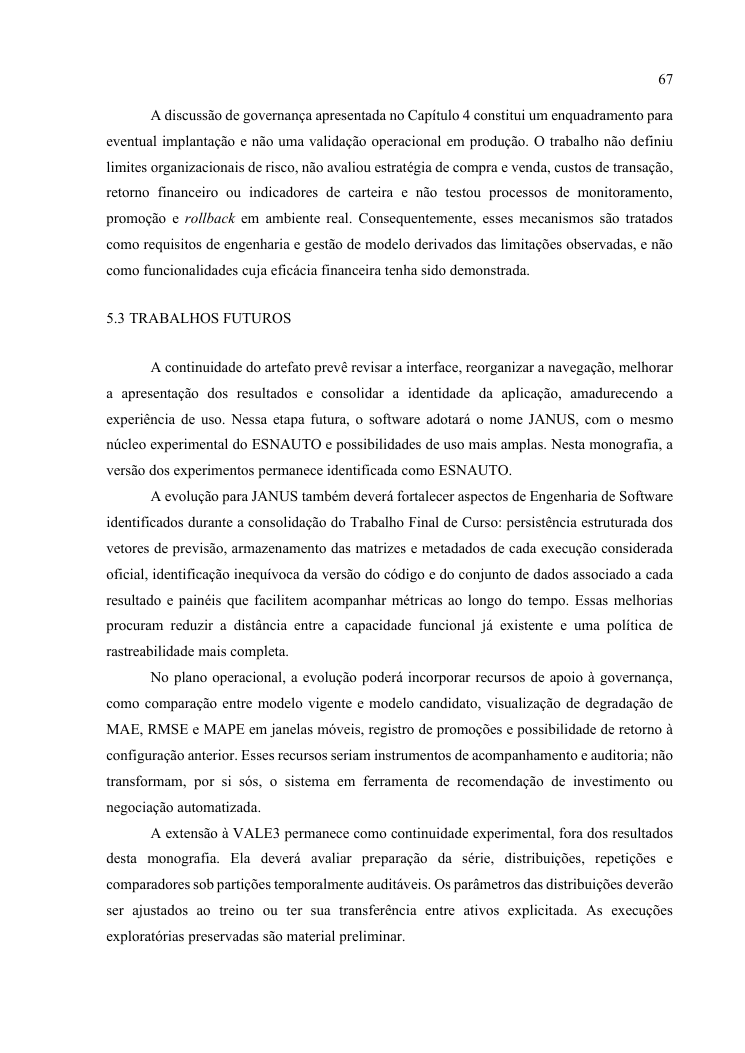 67
A discussão de governança apresentada no Capítulo 4 constitui um enquadramento para
eventual implantação e não uma validação operacional em produção. O trabalho não definiu
limites organizacionais de risco, não avaliou estratégia de compra e venda, custos de transação,
retorno financeiro ou indicadores de carteira e não testou processos de monitoramento,
promoção e rollback em ambiente real. Consequentemente, esses mecanismos são tratados
como requisitos de engenharia e gestão de modelo derivados das limitações observadas, e não
como funcionalidades cuja eficácia financeira tenha sido demonstrada.
5.3 TRABALHOS FUTUROS
A continuidade do artefato prevê revisar a interface, reorganizar a navegação, melhorar
a apresentação dos resultados e consolidar a identidade da aplicação, amadurecendo a
experiência de uso. Nessa etapa futura, o software adotará o nome JANUS, com o mesmo
núcleo experimental do ESNAUTO e possibilidades de uso mais amplas. Nesta monografia, a
versão dos experimentos permanece identificada como ESNAUTO.
A evolução para JANUS também deverá fortalecer aspectos de Engenharia de Software
identificados durante a consolidação do Trabalho Final de Curso: persistência estruturada dos
vetores de previsão, armazenamento das matrizes e metadados de cada execução considerada
oficial, identificação inequívoca da versão do código e do conjunto de dados associado a cada
resultado e painéis que facilitem acompanhar métricas ao longo do tempo. Essas melhorias
procuram reduzir a distância entre a capacidade funcional já existente e uma política de
rastreabilidade mais completa.
No plano operacional, a evolução poderá incorporar recursos de apoio à governança,
como comparação entre modelo vigente e modelo candidato, visualização de degradação de
MAE, RMSE e MAPE em janelas móveis, registro de promoções e possibilidade de retorno à
configuração anterior. Esses recursos seriam instrumentos de acompanhamento e auditoria; não
transformam, por si sós, o sistema em ferramenta de recomendação de investimento ou
negociação automatizada.
A extensão à VALE3 permanece como continuidade experimental, fora dos resultados
desta monografia. Ela deverá avaliar preparação da série, distribuições, repetições e
comparadores sob partições temporalmente auditáveis. Os parâmetros das distribuições deverão
ser ajustados ao treino ou ter sua transferência entre ativos explicitada. As execuções
exploratórias preservadas são material preliminar.